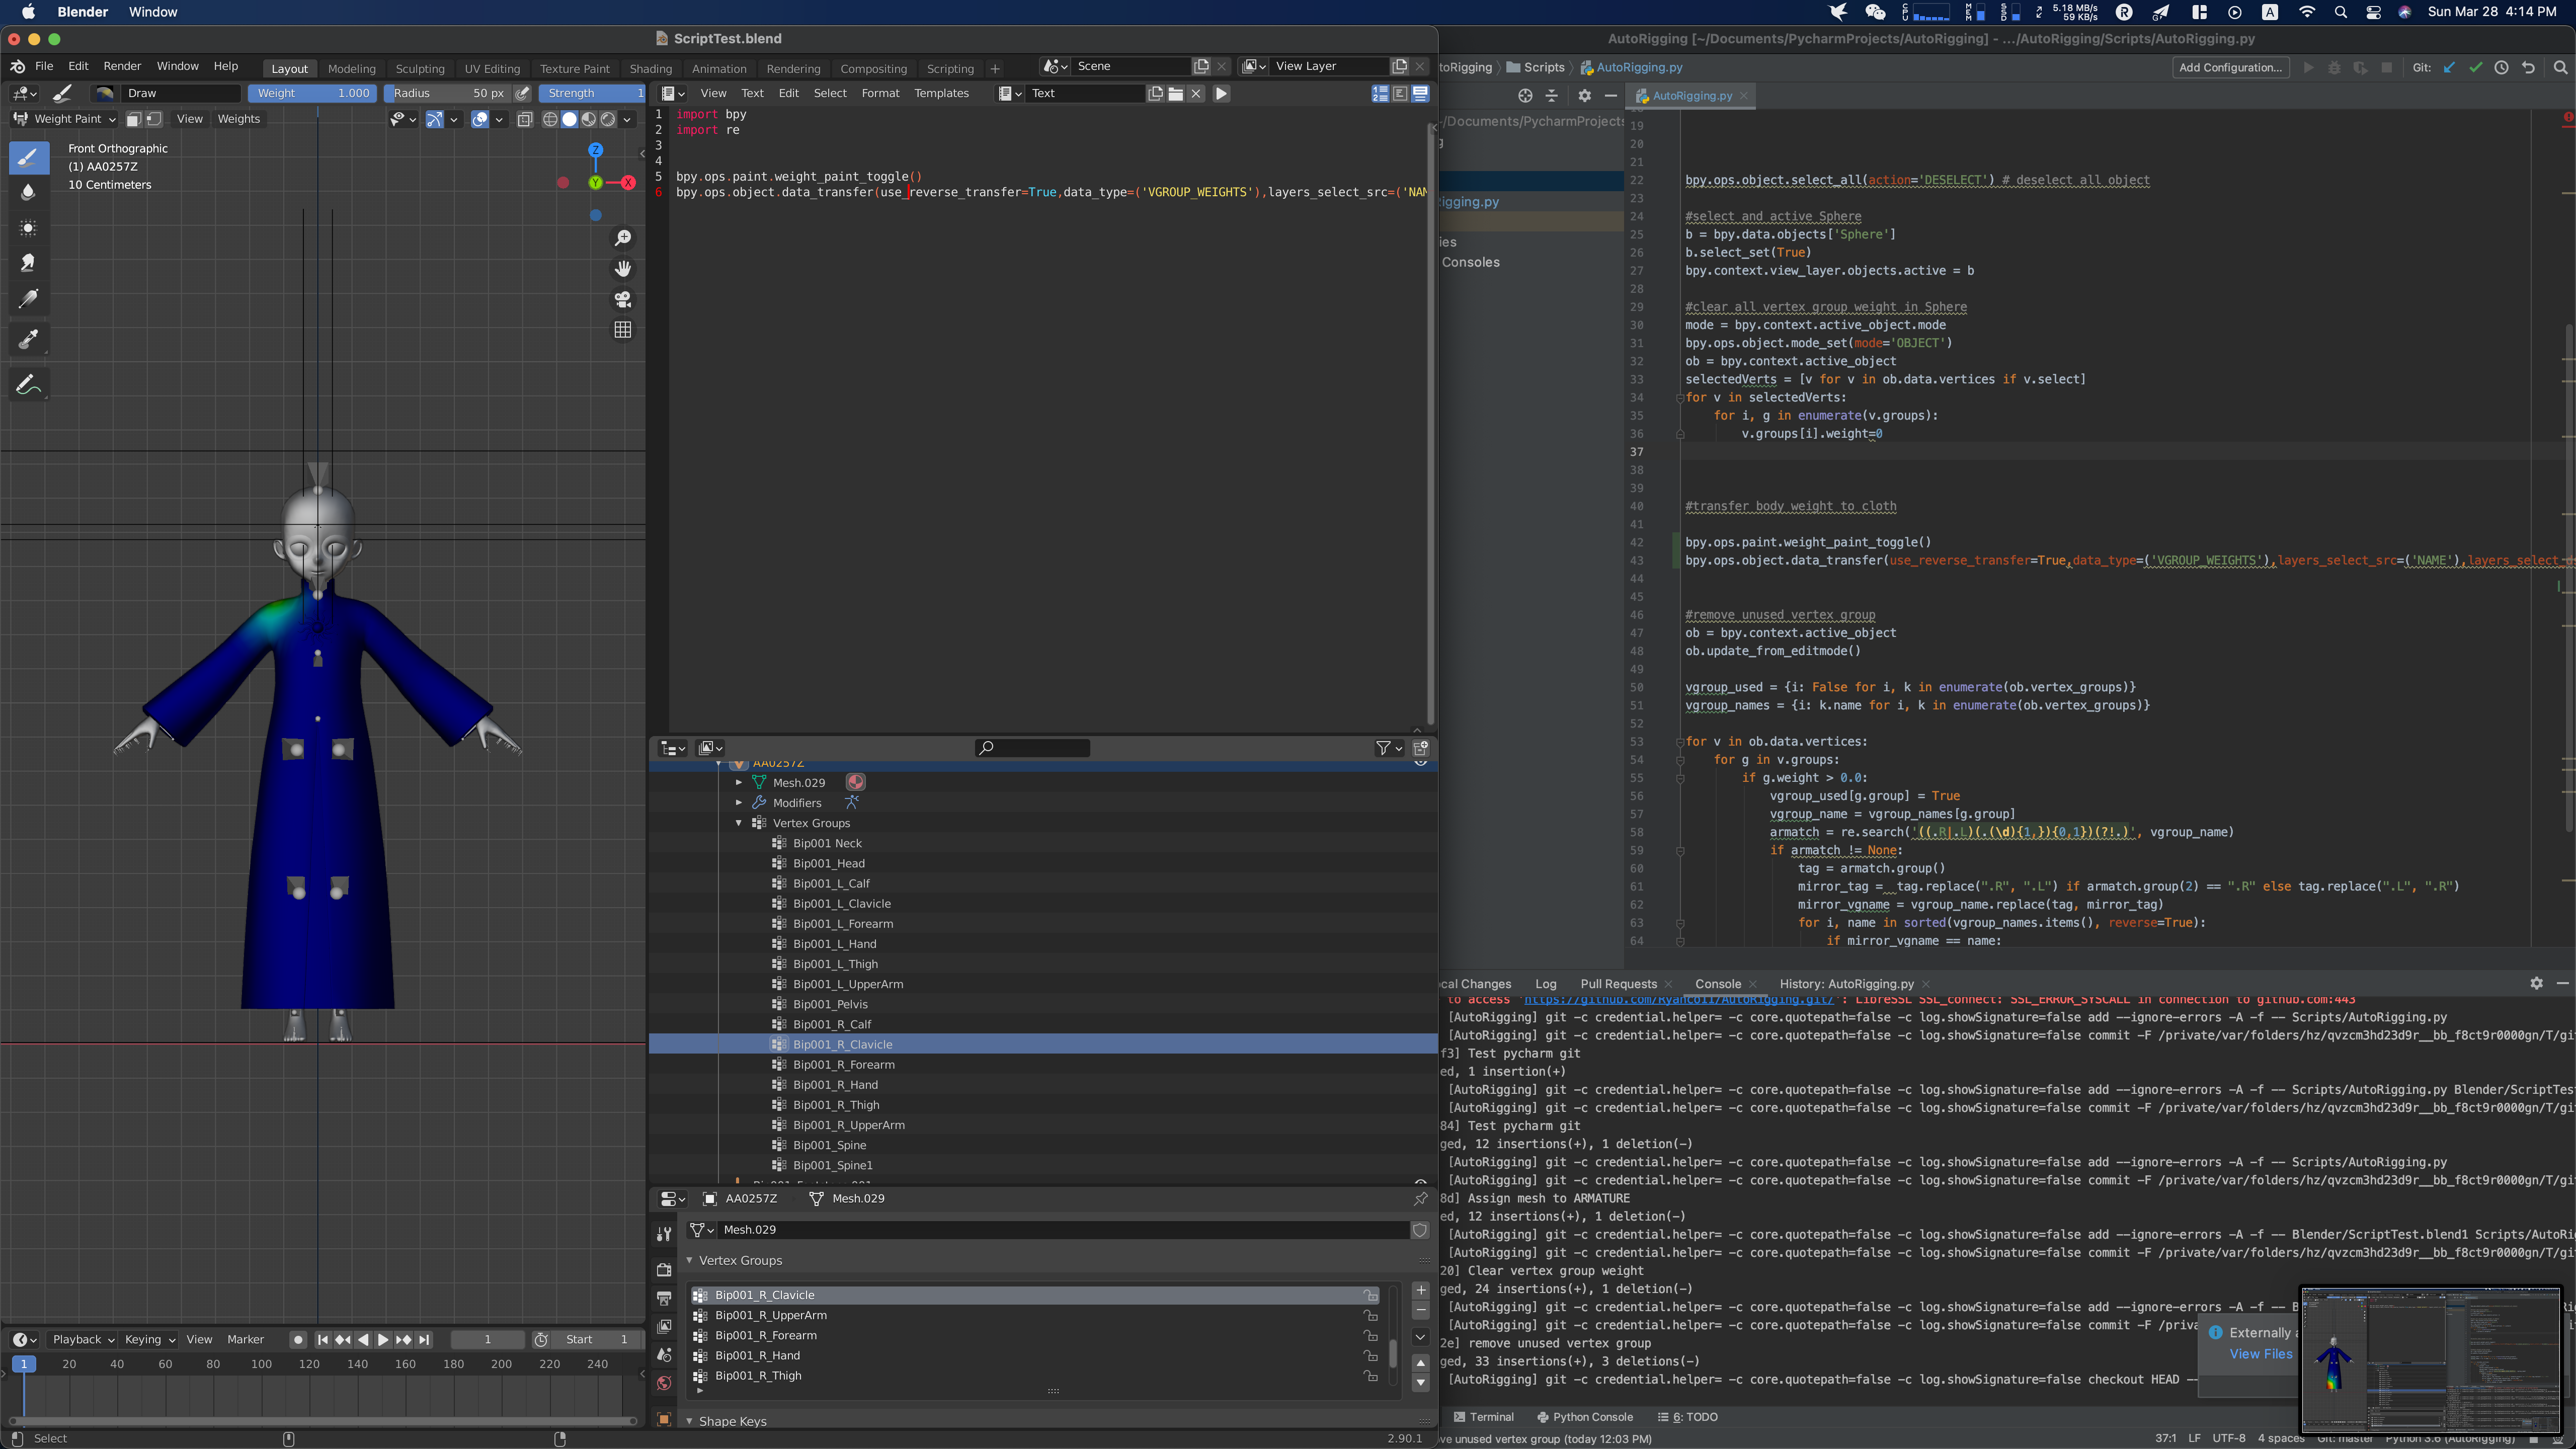 Blender Window
5.18 MB/s
59 KB/s
Sun Mar 28 4:14 PM
ScriptTest.blend
File Edit Render Window Help
Layout Modeling Sculpting UV Editing Texture Paint Shading Animation Rendering Compositing Scripting
Scene
View Layer
Draw
Weight 1.000
Radius 50 px
Strength 1
Weight Paint View Weights
Front Orthographic
(1) AA0257Z
10 Centimeters
Z
Y
X
View Text Edit Select Format Templates
Text
1 import bpy
2 import re
3
4
5 bpy.ops.paint.weight_paint_toggle()
6 bpy.ops.object.data_transfer(use_reverse_transfer=True,data_type=('VGROUP_WEIGHTS'),layers_select_src=('NAM
AA0257Z
Mesh.029
Modifiers
Vertex Groups
Bip001 Neck
Bip001_Head
Bip001_L_Calf
Bip001_L_Clavicle
Bip001_L_Forearm
Bip001_L_Hand
Bip001_L_Thigh
Bip001_L_UpperArm
Bip001_Pelvis
Bip001_R_Calf
Bip001_R_Clavicle
Bip001_R_Forearm
Bip001_R_Hand
Bip001_R_Thigh
Bip001_R_UpperArm
Bip001_Spine
Bip001_Spine1
AA0257Z Mesh.029
Mesh.029
Vertex Groups
Bip001_R_Clavicle
Bip001_R_UpperArm
Bip001_R_Forearm
Bip001_R_Hand
Bip001_R_Thigh
Shape Keys
Playback Keying View Marker
1
Start 1
1 20 40 60 80 100 120 140 160 180 200 220 240
Select
2.90.1
AutoRigging [~/Documents/PycharmProjects/AutoRigging] - .../AutoRigging/Scripts/AutoRigging.py
toRigging Scripts AutoRigging.py
Add Configuration...
Git:
AutoRigging.py
~/Documents/PycharmProjects
igging.py
ies
Consoles
19
20
21
22 bpy.ops.object.select_all(action='DESELECT') # deselect all object
23
24 #select and active Sphere
25 b = bpy.data.objects['Sphere']
26 b.select_set(True)
27 bpy.context.view_layer.objects.active = b
28
29 #clear all vertex group weight in Sphere
30 mode = bpy.context.active_object.mode
31 bpy.ops.object.mode_set(mode='OBJECT')
32 ob = bpy.context.active_object
33 selectedVerts = [v for v in ob.data.vertices if v.select]
34 for v in selectedVerts:
35 for i, g in enumerate(v.groups):
36 v.groups[i].weight=0
37
38
39
40 #transfer body weight to cloth
41
42 bpy.ops.paint.weight_paint_toggle()
43 bpy.ops.object.data_transfer(use_reverse_transfer=True,data_type=('VGROUP_WEIGHTS'),layers_select_src=('NAME'),layers_select_ds
44
45
46 #remove unused vertex group
47 ob = bpy.context.active_object
48 ob.update_from_editmode()
49
50 vgroup_used = {i: False for i, k in enumerate(ob.vertex_groups)}
51 vgroup_names = {i: k.name for i, k in enumerate(ob.vertex_groups)}
52
53 for v in ob.data.vertices:
54 for g in v.groups:
55 if g.weight > 0.0:
56 vgroup_used[g.group] = True
57 vgroup_name = vgroup_names[g.group]
58 armatch = re.search('((.R|.L)(.(\d){1,}){0,1})(?!.)', vgroup_name)
59 if armatch != None:
60 tag = armatch.group()
61 mirror_tag = tag.replace(".R", ".L") if armatch.group(2) == ".R" else tag.replace(".L", ".R")
62 mirror_vgname = vgroup_name.replace(tag, mirror_tag)
63 for i, name in sorted(vgroup_names.items(), reverse=True):
64 if mirror_vgname == name:
cal Changes Log Pull Requests Console History: AutoRigging.py
to access 'https://github.com/Ryanco11/AutoRigging.git/': LibreSSL SSL_connect: SSL_ERROR_SYSCALL in connection to github.com:443
[AutoRigging] git -c credential.helper= -c core.quotepath=false -c log.showSignature=false add --ignore-errors -A -f -- Scripts/AutoRigging.py
[AutoRigging] git -c credential.helper= -c core.quotepath=false -c log.showSignature=false commit -F /private/var/folders/hz/qvzcm3hd23d9r__bb_f8ct9r0000gn/T/git
f3] Test pycharm git
ed, 1 insertion(+)
[AutoRigging] git -c credential.helper= -c core.quotepath=false -c log.showSignature=false add --ignore-errors -A -f -- Scripts/AutoRigging.py Blender/ScriptTes
[AutoRigging] git -c credential.helper= -c core.quotepath=false -c log.showSignature=false commit -F /private/var/folders/hz/qvzcm3hd23d9r__bb_f8ct9r0000gn/T/git
84] Test pycharm git
ged, 12 insertions(+), 1 deletion(-)
[AutoRigging] git -c credential.helper= -c core.quotepath=false -c log.showSignature=false add --ignore-errors -A -f -- Scripts/AutoRigging.py
[AutoRigging] git -c credential.helper= -c core.quotepath=false -c log.showSignature=false commit -F /private/var/folders/hz/qvzcm3hd23d9r__bb_f8ct9r0000gn/T/git
8d] Assign mesh to ARMATURE
ed, 12 insertions(+), 1 deletion(-)
[AutoRigging] git -c credential.helper= -c core.quotepath=false -c log.showSignature=false add --ignore-errors -A -f -- Blender/ScriptTest.blend1 Scripts/AutoRi
[AutoRigging] git -c credential.helper= -c core.quotepath=false -c log.showSignature=false commit -F /private/var/folders/hz/qvzcm3hd23d9r__bb_f8ct9r0000gn/T/git
20] Clear vertex group weight
ged, 24 insertions(+), 1 deletion(-)
[AutoRigging] git -c credential.helper= -c core.quotepath=false -c log.showSignature=false add --ignore-errors -A -f -- B
[AutoRigging] git -c credential.helper= -c core.quotepath=false -c log.showSignature=false commit -F /priva
2e] remove unused vertex group
ged, 33 insertions(+), 3 deletions(-)
[AutoRigging] git -c credential.helper= -c core.quotepath=false -c log.showSignature=false checkout HEAD --
Externally
View Files
Terminal Python Console 6: TODO
ve unused vertex group (today 12:03 PM)
37:1 LF UTF-8 4 spaces Git: master Python 3.6 (AutoRigging)